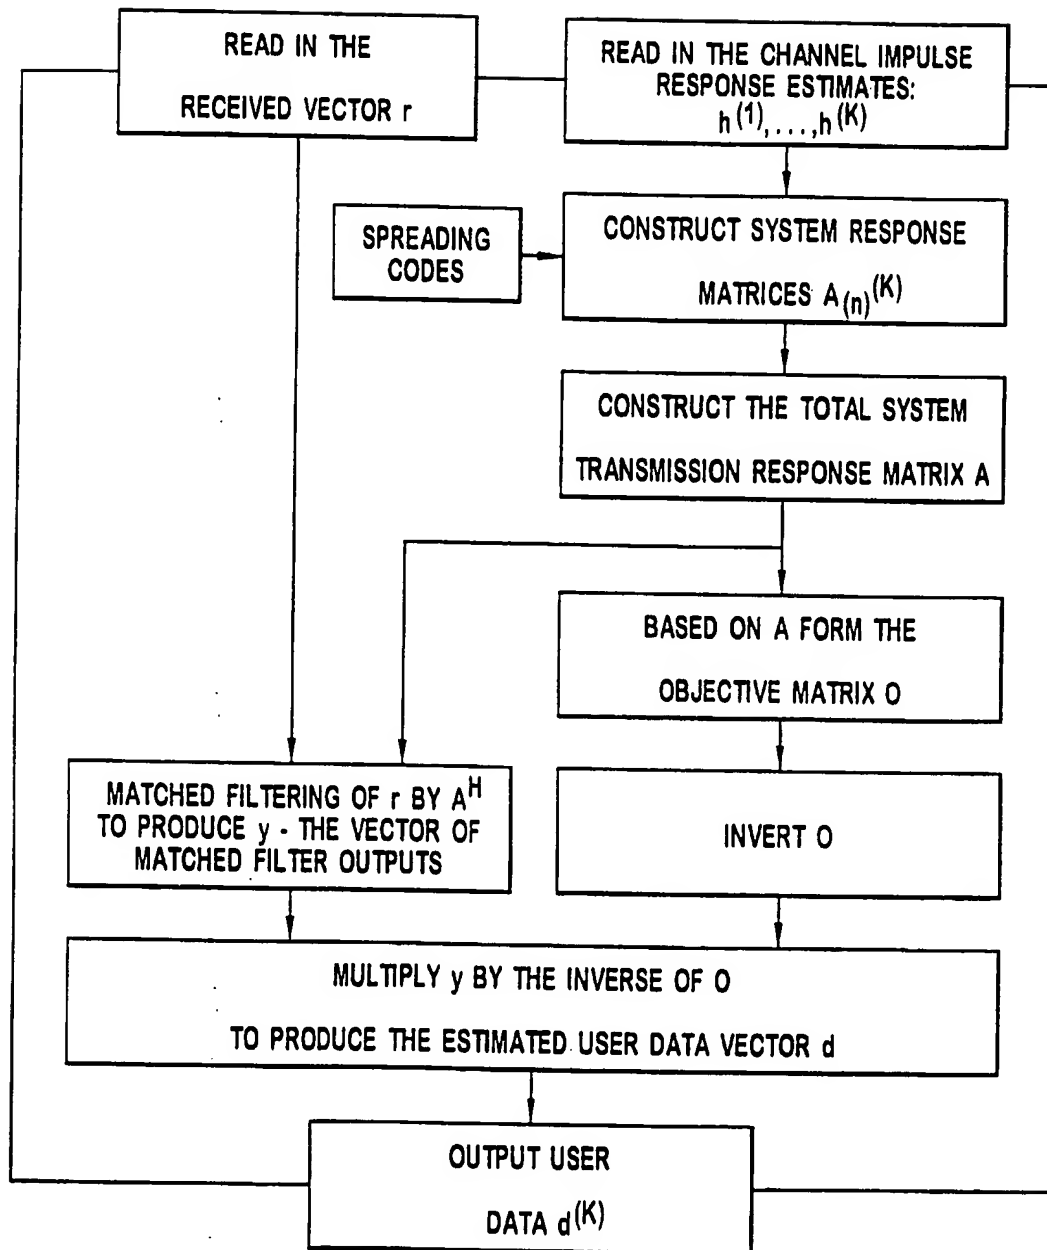 READ IN THE
RECEIVED VECTOR r
READ IN THE CHANNEL IMPULSE
RESPONSE ESTIMATES:
h(1),...,h(K)
SPREADING
CODES
CONSTRUCT SYSTEM RESPONSE
MATRICES A(n)(K)
CONSTRUCT THE TOTAL SYSTEM
TRANSMISSION RESPONSE MATRIX A
BASED ON A FORM THE
OBJECTIVE MATRIX O
MATCHED FILTERING OF r BY A^H
TO PRODUCE y - THE VECTOR OF
MATCHED FILTER OUTPUTS
INVERT O
MULTIPLY y BY THE INVERSE OF O
TO PRODUCE THE ESTIMATED USER DATA VECTOR d
OUTPUT USER
DATA d(K)